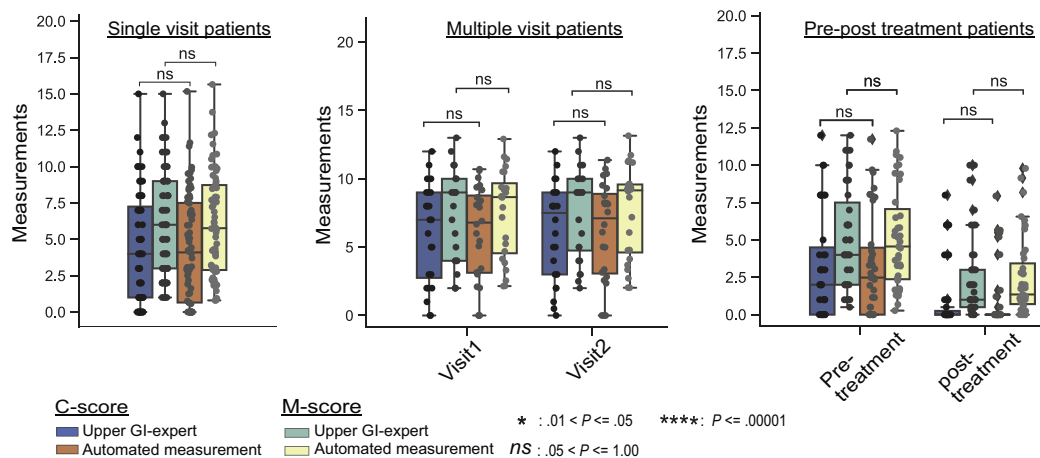 Single visit patients
Measurements
20.0
17.5
15.0
12.5
10.0
7.5
5.0
2.5
0.0
ns
ns
Multiple visit patients
Measurements
20
15
10
5
0
ns
ns
ns
ns
Visit1
Visit2
Pre-post treatment patients
Measurements
20.0
17.5
15.0
12.5
10.0
7.5
5.0
2.5
0.0
ns
ns
ns
ns
Pre-
treatment
post-
treatment
C-score
Upper GI-expert
Automated measurement
M-score
Upper GI-expert
Automated measurement
* : .01 < P <= .05 ****: P <= .00001
ns : .05 < P <= 1.00